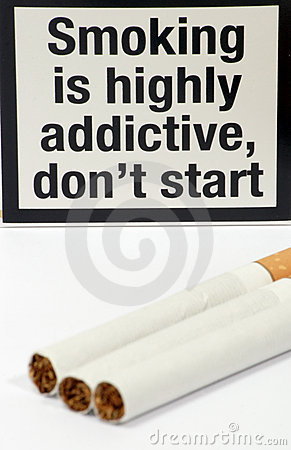 Smoking
is highly
addictive,
don't start
dreamstime.com